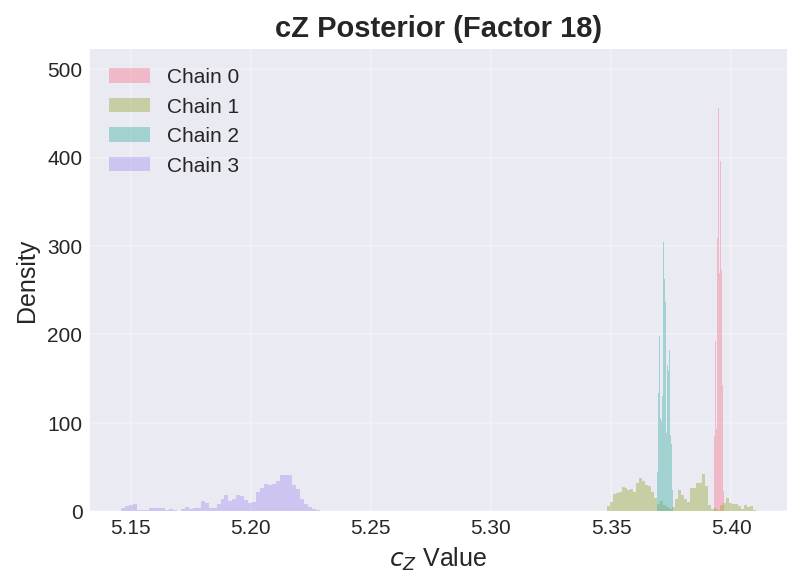 cZ Posterior (Factor 18)
500
400
300
200
100
0
Density
Chain 0
Chain 1
Chain 2
Chain 3
5.15 5.20 5.25 5.30 5.35 5.40
c_Z Value